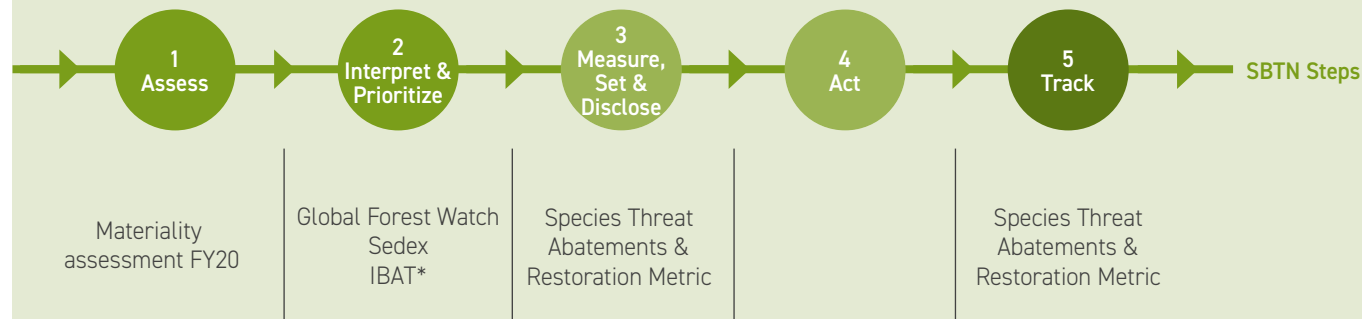 1
Assess
2
Interpret &
Prioritize
3
Measure,
Set &
Disclose
4
Act
5
Track
SBTN Steps
Materiality
assessment FY20
Global Forest Watch
Sedex
IBAT*
Species Threat
Abatements &
Restoration Metric
Species Threat
Abatements &
Restoration Metric